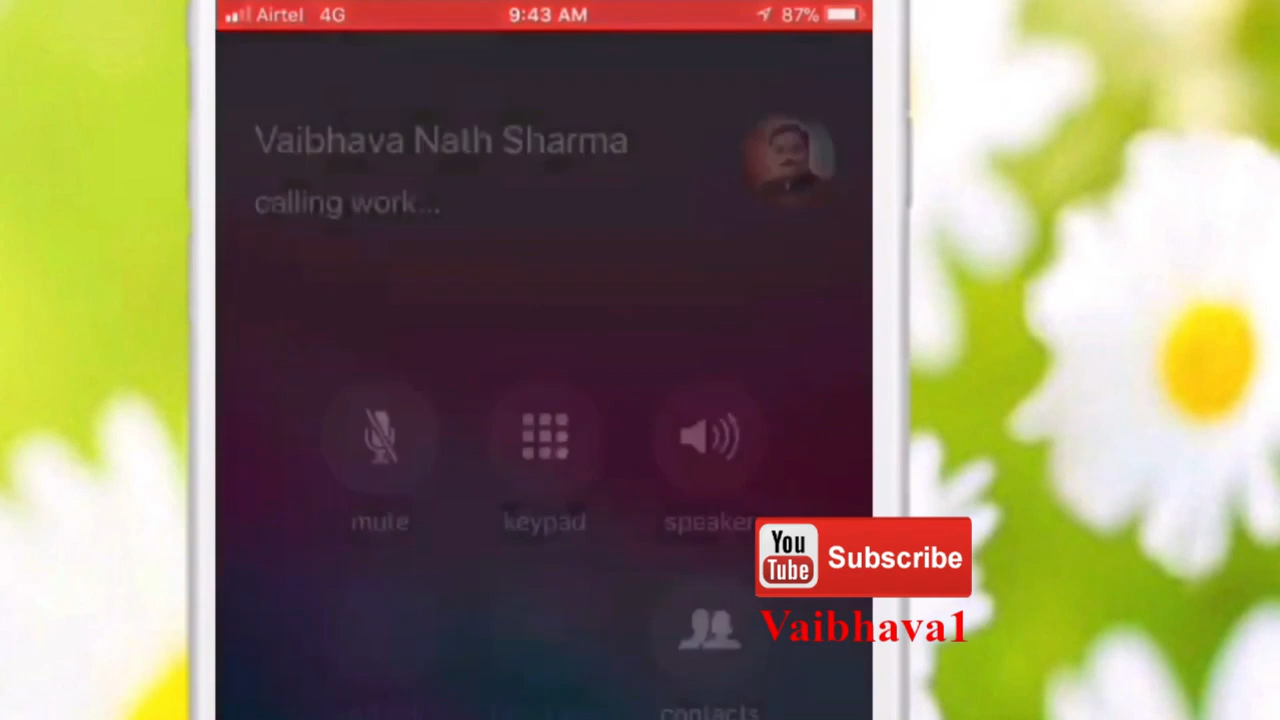 Airtel 4G 9:43 AM 87%
Vaibhava Nath Sharma
calling work...
mute keypad speaker
You
Tube
Subscribe
Vaibhava1
contacts